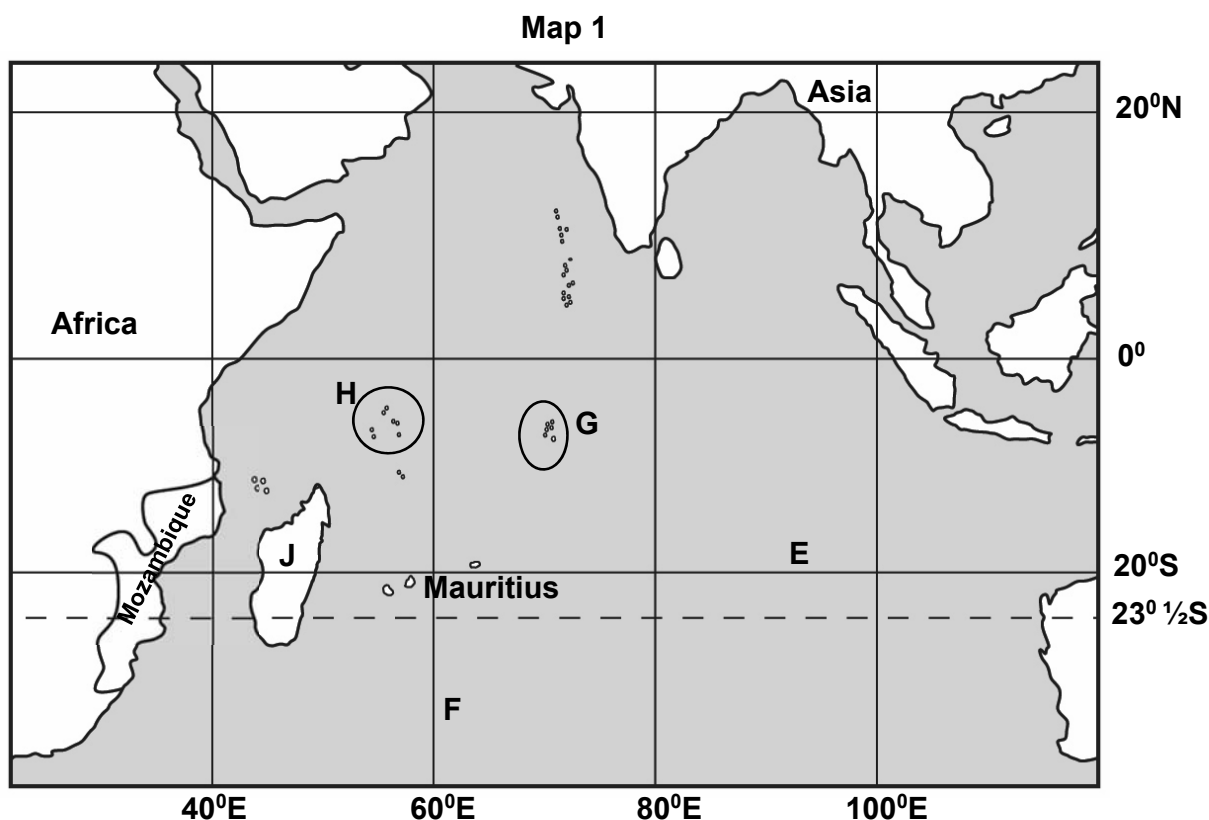 Map 1
Asia
20⁰N
Africa
0⁰
H
G
Mozambique
J
E
Mauritius
20⁰S
23⁰ ½S
F
40⁰E 60⁰E 80⁰E 100⁰E